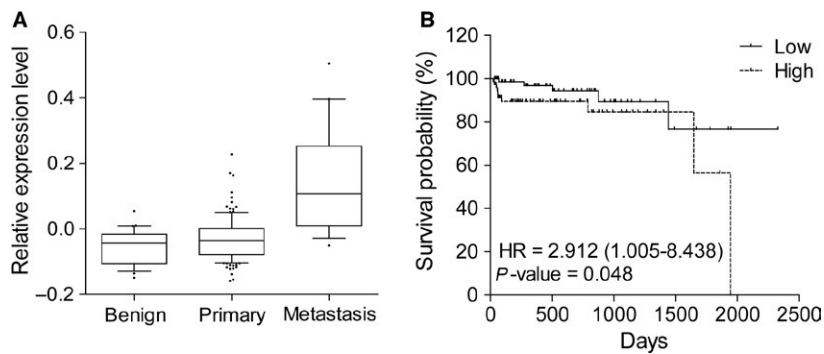 A
Relative expression level
0.6
0.4
0.2
0.0
–0.2
Benign Primary Metastasis
B
Low
High
Survival probability (%)
120
100
80
60
40
20
0
HR = 2.912 (1.005-8.438)
P-value = 0.048
0 500 1000 1500 2000 2500
Days